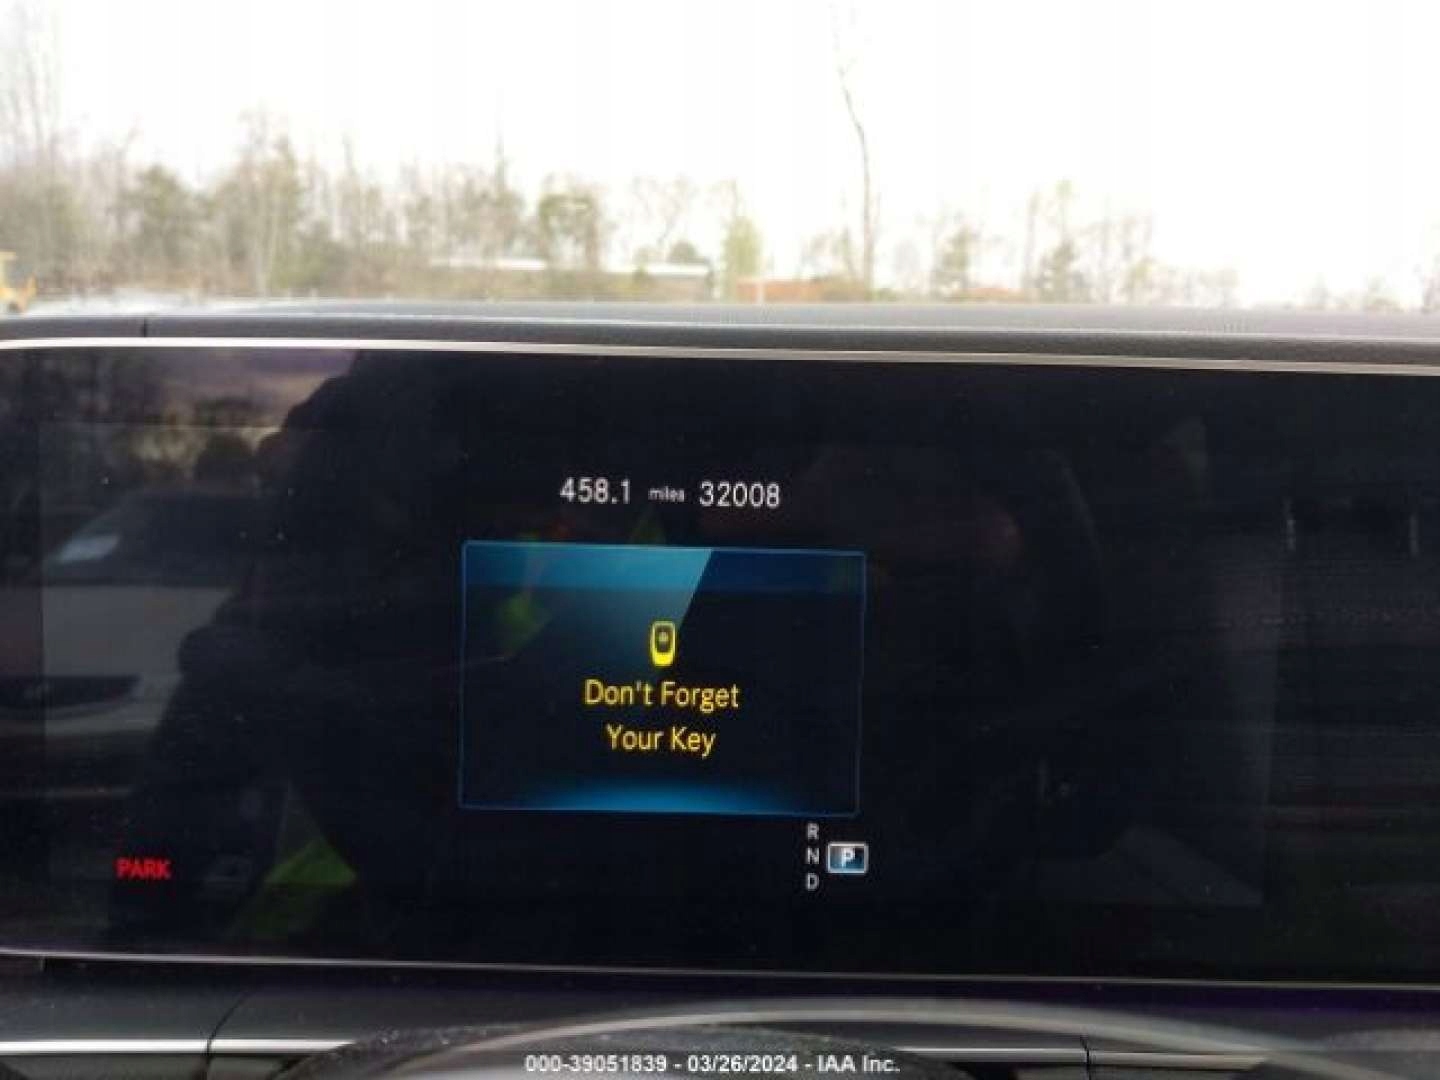 458.1 miles 32008
Don't Forget
Your Key
R
N P
D
PARK
000-39051839 - 03/26/2024 - IAA Inc.